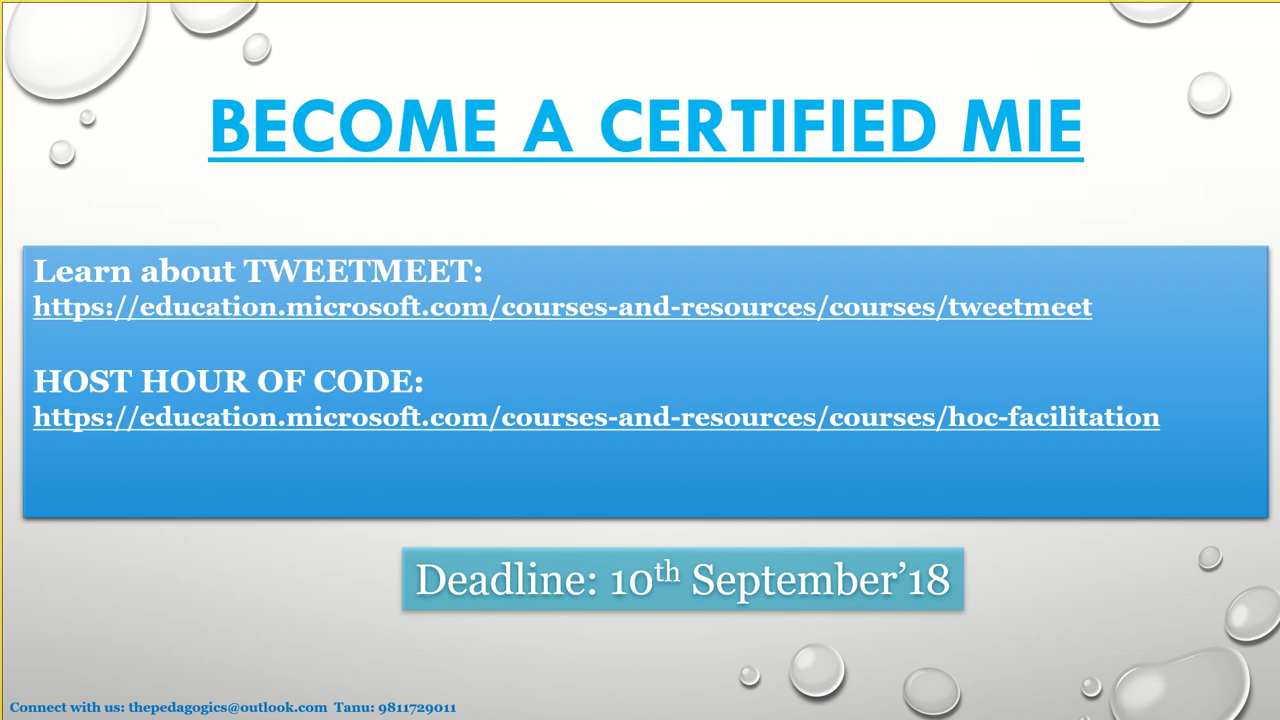 BECOME A CERTIFIED MIE
Learn about TWEETMEET:
https://education.microsoft.com/courses-and-resources/courses/tweetmeet
HOST HOUR OF CODE:
https://education.microsoft.com/courses-and-resources/courses/hoc-facilitation
Deadline: 10th September’18
Connect with us: thepedagogics@outlook.com Tanu: 9811729011